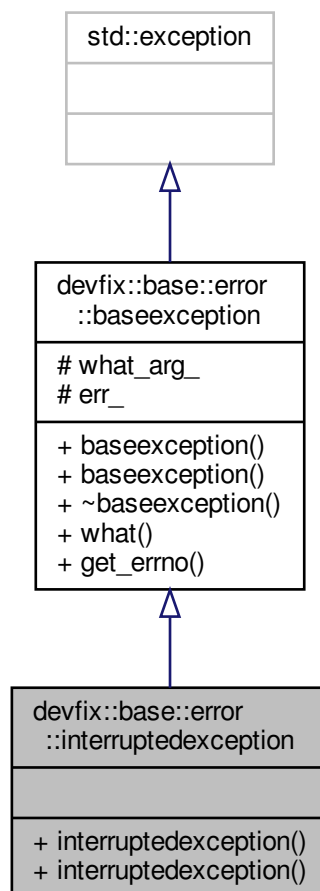 std::exception
devfix::base::error
::baseexception
# what_arg_
# err_
+ baseexception()
+ baseexception()
+ ~baseexception()
+ what()
+ get_errno()
devfix::base::error
::interruptedexception
+ interruptedexception()
+ interruptedexception()